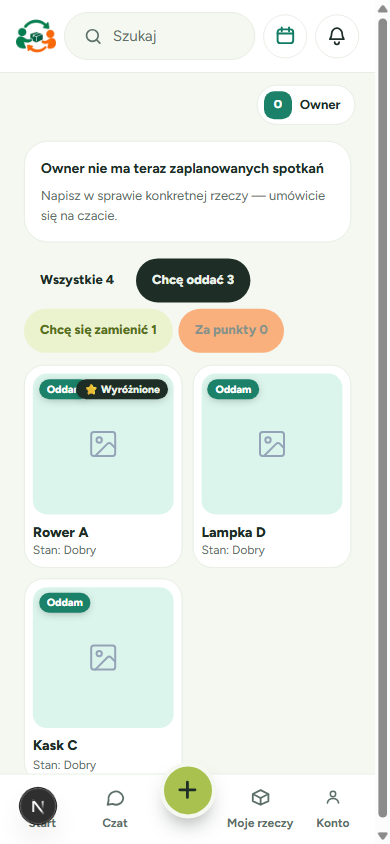 Szukaj
O Owner
Owner nie ma teraz zaplanowanych spotkań
Napisz w sprawie konkretnej rzeczy — umówicie
się na czacie.
Wszystkie 4 Chcę oddać 3
Chcę się zamienić 1 Za punkty 0
Wyróżnione Oddam
Rower A Lampka D
Stan: Dobry Stan: Dobry
Oddam
Kask C
Stan: Dobry
N
Start Czat Moje rzeczy Konto